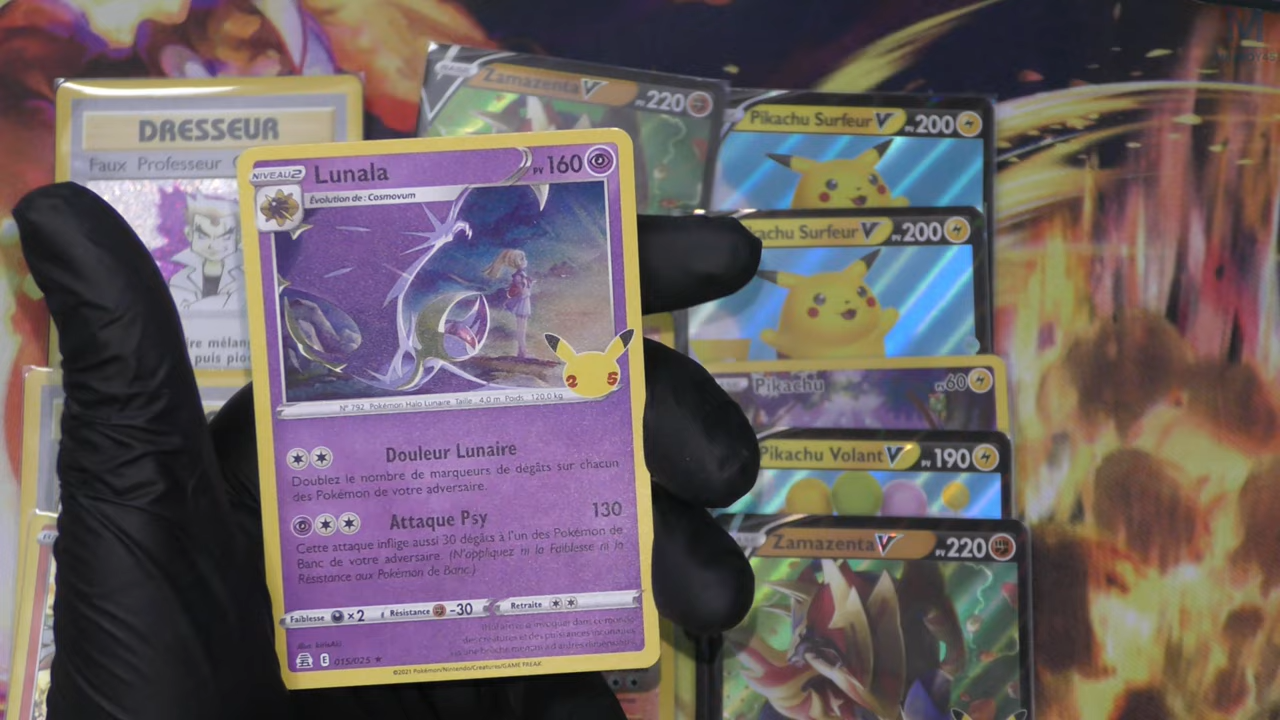 DRESSEUR
Faux Professeur
puis
Zamazenta V
PV 220
Pikachu Surfeur V
PV 200
Pikachu Surfeur V
PV 200
Pikachu
PV 60
Pikachu Volant V
PV 190
Zamazenta V
PV 220
NIVEAU 2
Lunala
PV 160
Évolution de : Cosmovum
25
N° 792 Pokémon Halo Lunaire Taille : 4,0 m Poids : 120,0 kg
Douleur Lunaire
Doublez le nombre de marqueurs de dégâts sur chacun
des Pokémon de votre adversaire.
Attaque Psy 130
Cette attaque inflige aussi 30 dégâts à l'un des Pokémon de
Banc de votre adversaire. (N'appliquez ni la Faiblesse ni la
Résistance aux Pokémon de Banc.)
Faiblesse ×2 Résistance -30 Retraite
E 015/025 ★
©2021 Pokémon/Nintendo/Creatures/GAME FREAK